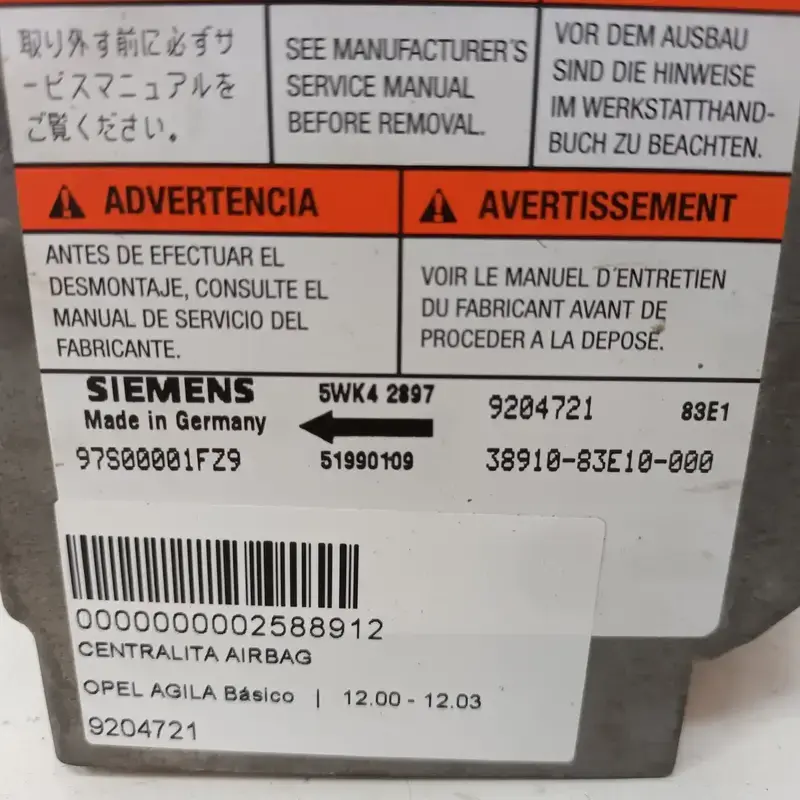 取り外す前に必ずサ
ービスマニュアルを
ご覧ください。
SEE MANUFACTURER'S
SERVICE MANUAL
BEFORE REMOVAL.
VOR DEM AUSBAU
SIND DIE HINWEISE
IM WERKSTATTHAND-
BUCH ZU BEACHTEN.
ADVERTENCIA
ANTES DE EFECTUAR EL
DESMONTAJE, CONSULTE EL
MANUAL DE SERVICIO DEL
FABRICANTE.
AVERTISSEMENT
VOIR LE MANUEL D'ENTRETIEN
DU FABRICANT AVANT DE
PROCEDER A LA DEPOSE.
SIEMENS 5WK4 2897 9204721 83E1
Made in Germany
97S00001FZ9 51990109 38910-83E10-000
0000000002588912
CENTRALITA AIRBAG
OPEL AGILA Básico | 12.00 - 12.03
9204721